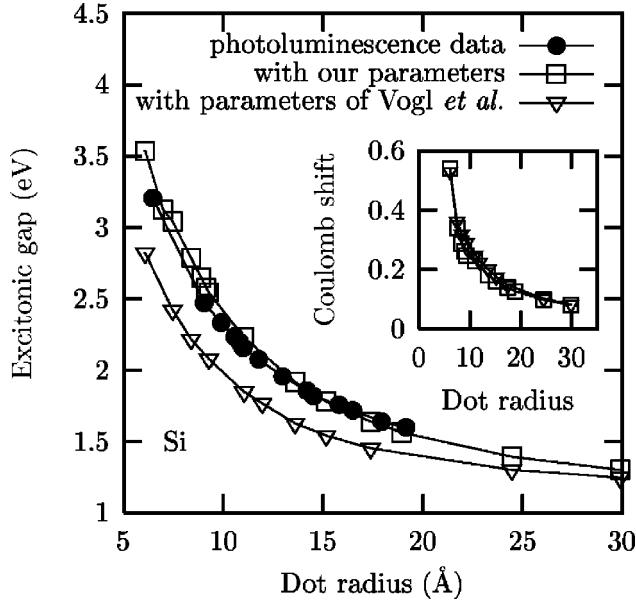 4.5
4
3.5
3
2.5
2
1.5
1
Excitonic gap (eV)
photoluminescence data
with our parameters
with parameters of Vogl et al.
0.6
0.4
0.2
0
Coulomb shift
0 10 20 30
Dot radius
Si
5 10 15 20 25 30
Dot radius (Å)